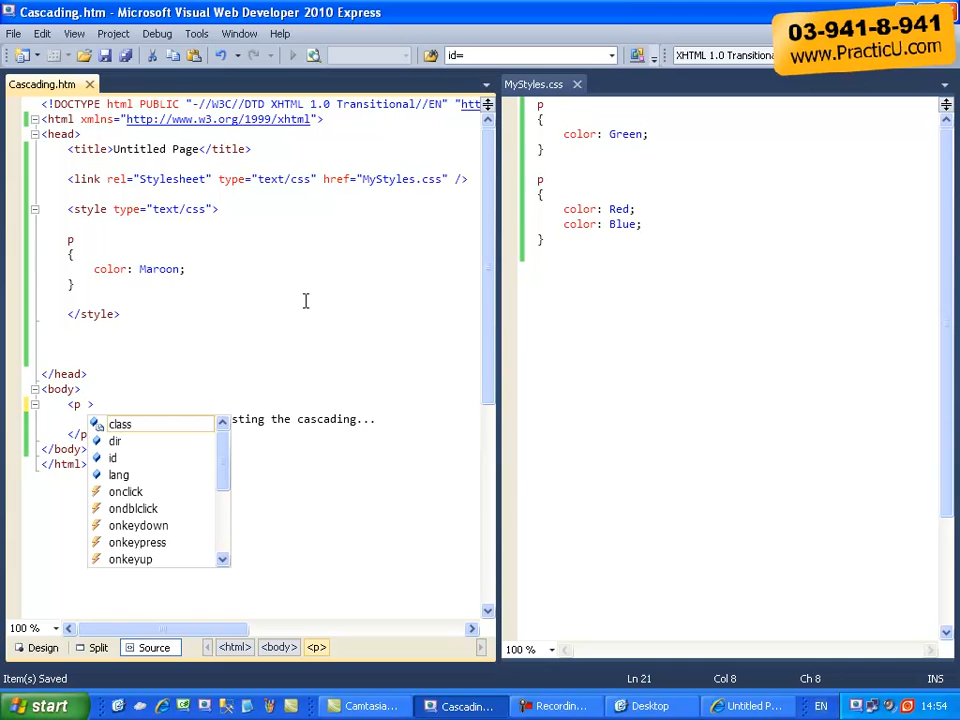 Cascading.htm - Microsoft Visual Web Developer 2010 Express
03-941-8-941
www.PracticU.com
File Edit View Project Debug Tools Window Help
id=
XHTML 1.0 Transitiona
Cascading.htm
<!DOCTYPE html PUBLIC "-//W3C//DTD XHTML 1.0 Transitional//EN" "htt
<html xmlns="http://www.w3.org/1999/xhtml">
<head>
<title>Untitled Page</title>
<link rel="Stylesheet" type="text/css" href="MyStyles.css" />
<style type="text/css">
p
{
color: Maroon;
}
</style>
</head>
<body>
<p >
sting the cascading...
</p
</body>
</html>
class
dir
id
lang
onclick
ondblclick
onkeydown
onkeypress
onkeyup
100 %
Design Split Source <html> <body> <p>
MyStyles.css
p
{
color: Green;
}
p
{
color: Red;
color: Blue;
}
100 %
Item(s) Saved Ln 21 Col 8 Ch 8 INS
start Camtasia... Cascadin... Recordin... Desktop Untitled P... EN 14:54